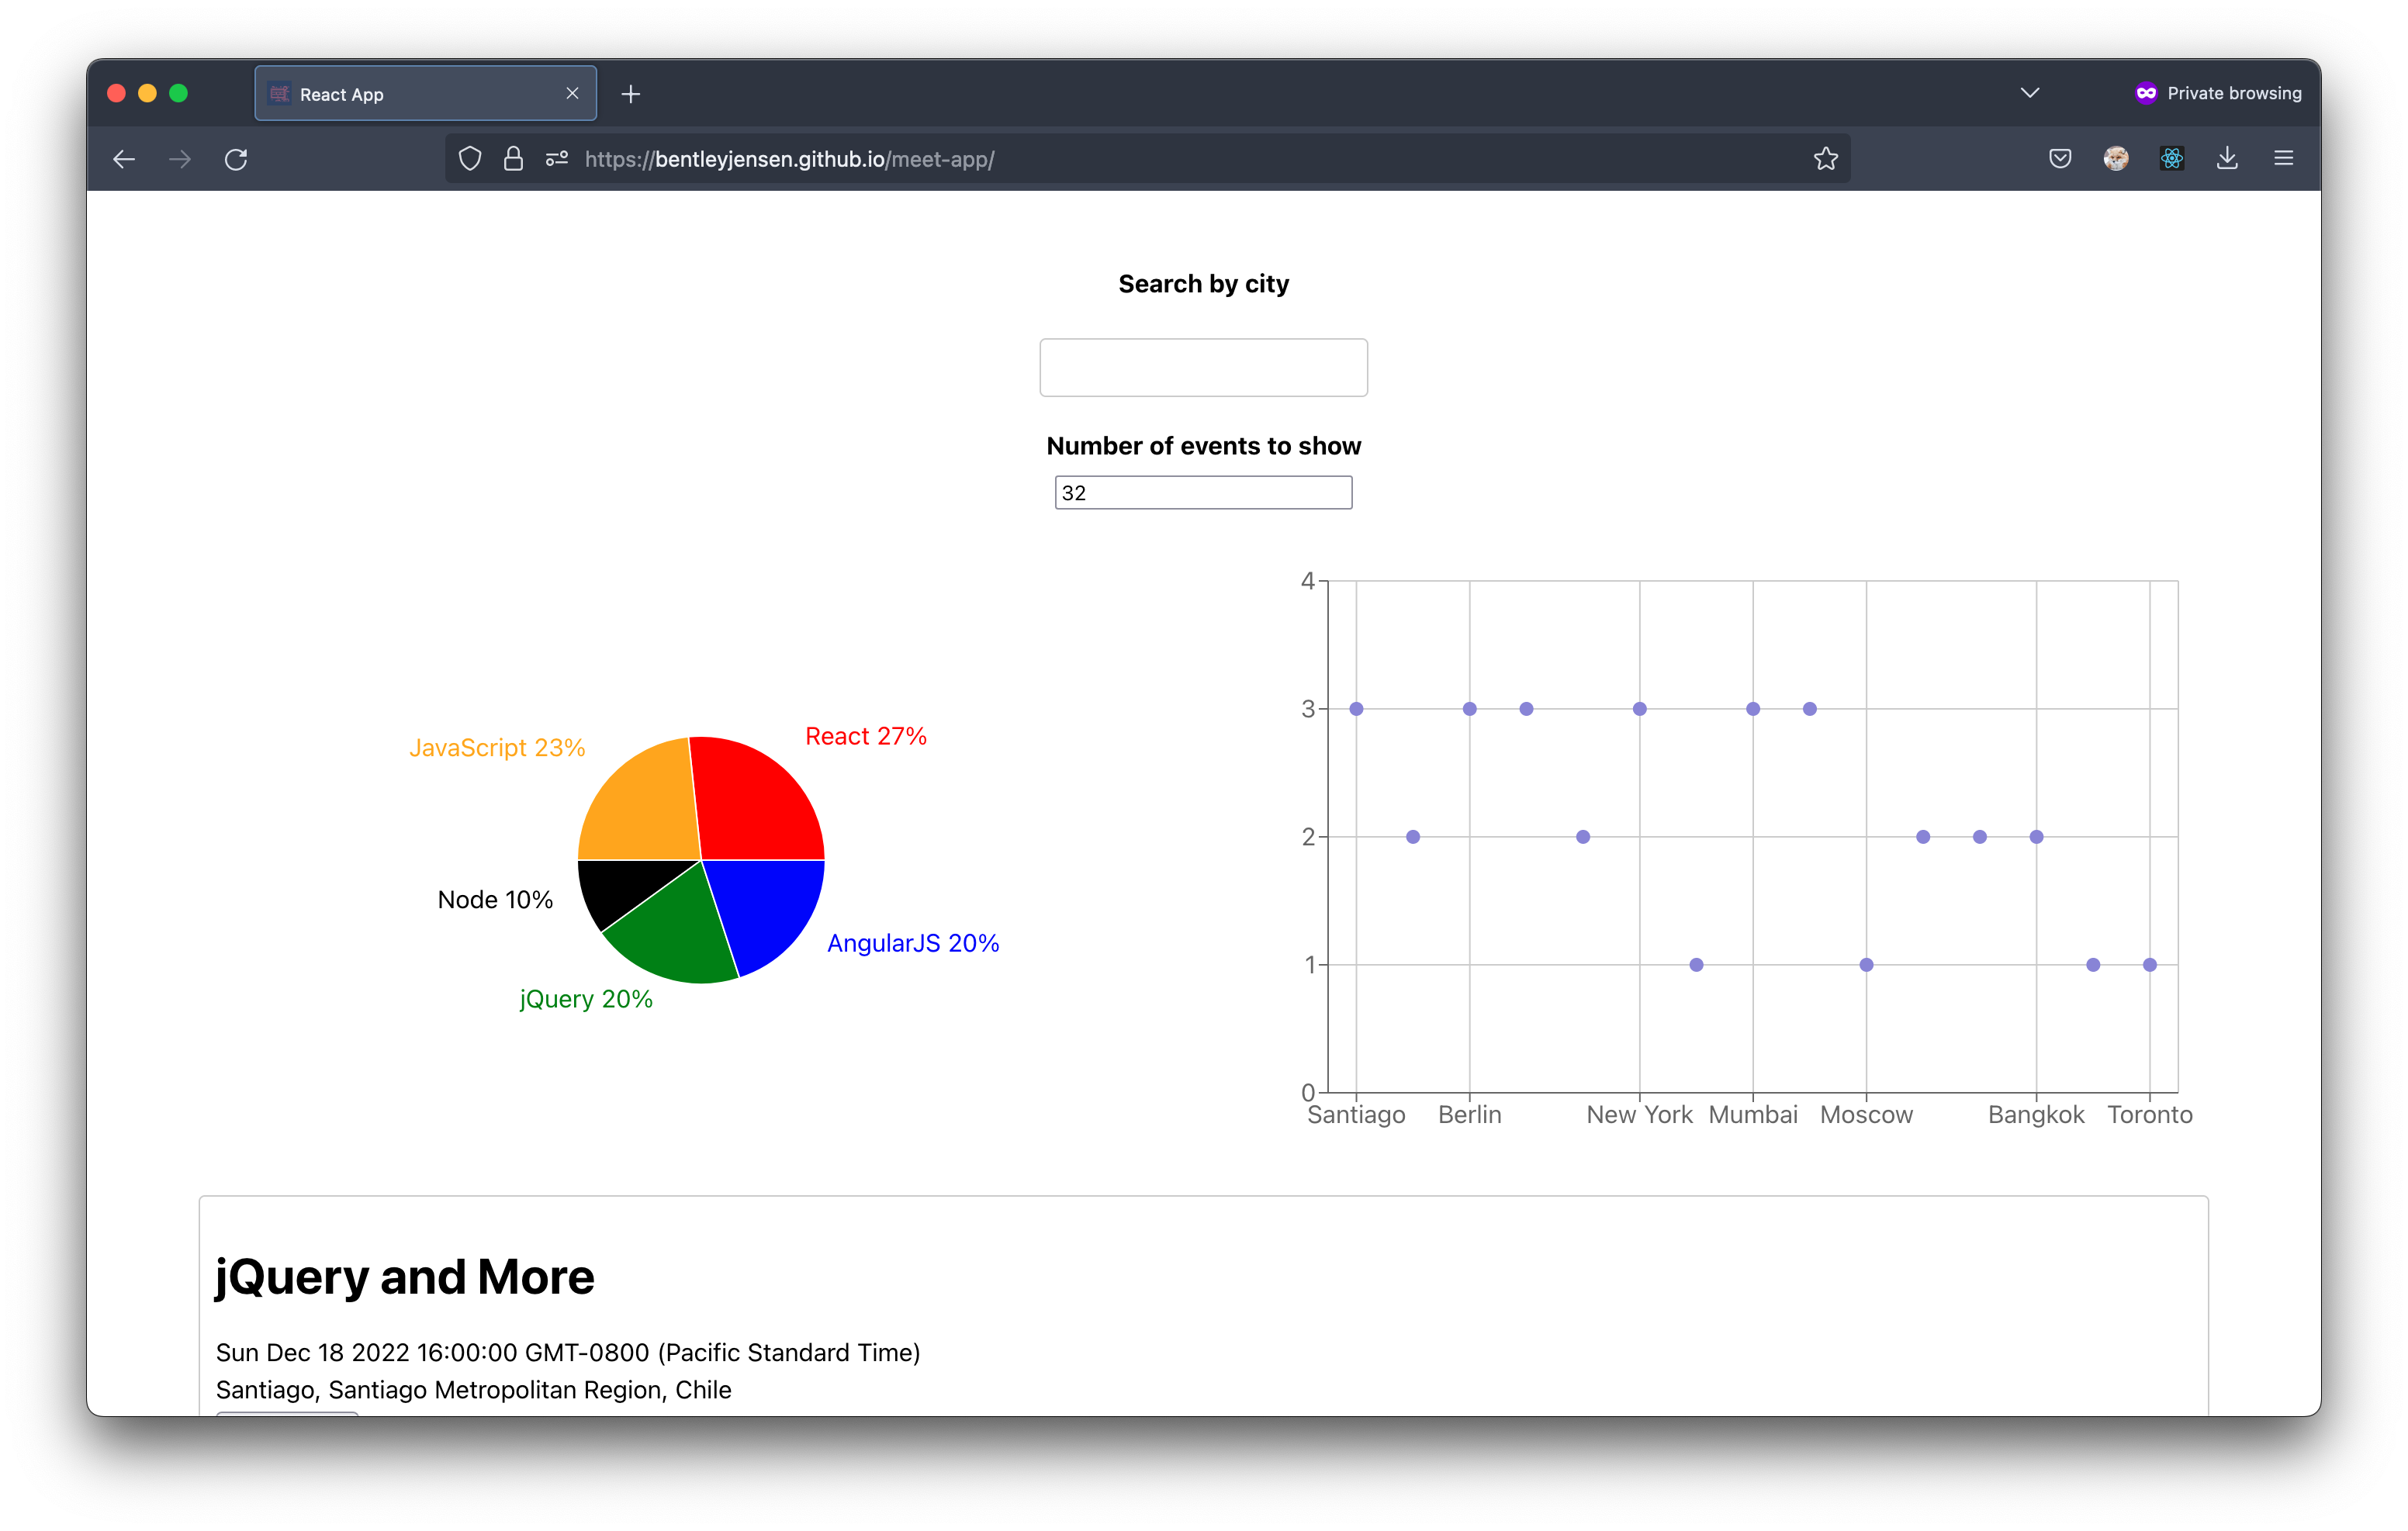 React App
Private browsing
https://bentleyjensen.github.io/meet-app/
Search by city
Number of events to show
32
JavaScript 23%
React 27%
Node 10%
AngularJS 20%
jQuery 20%
4
3
2
1
0
Santiago Berlin New York Mumbai Moscow Bangkok Toronto
jQuery and More
Sun Dec 18 2022 16:00:00 GMT-0800 (Pacific Standard Time)
Santiago, Santiago Metropolitan Region, Chile